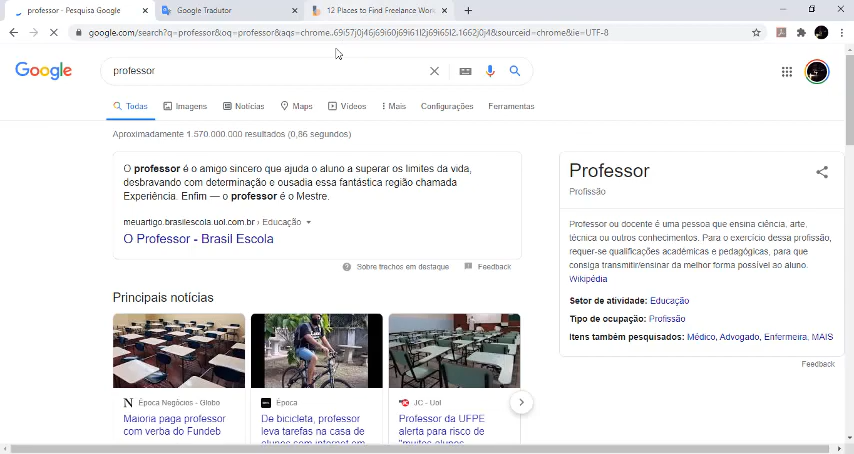 professor - Pesquisa Google
Google Tradutor
12 Places to Find Freelance Work
google.com/search?q=professor&oq=professor&aqs=chrome..69i57j0j46j69i60j69i61l2j69i65l2.1662j0j4&sourceid=chrome&ie=UTF-8
Google
professor
Todas Imagens Notícias Maps Vídeos Mais Configurações Ferramentas
Aproximadamente 1.570.000.000 resultados (0,86 segundos)
O professor é o amigo sincero que ajuda o aluno a superar os limites da vida,
desbravando com determinação e ousadia essa fantástica região chamada
Experiência. Enfim — o professor é o Mestre.
meuartigo.brasilescola.uol.com.br › Educação
O Professor - Brasil Escola
Sobre trechos em destaque Feedback
Principais notícias
N Época Negócios - Globo
Maioria paga professor
com verba do Fundeb
Época
De bicicleta, professor
leva tarefas na casa de
alunos com internet em
JC - Uol
Professor da UFPE
alerta para risco de
"muitos alunos
Professor
Profissão
Professor ou docente é uma pessoa que ensina ciência, arte,
técnica ou outros conhecimentos. Para o exercício dessa profissão,
requer-se qualificações académicas e pedagógicas, para que
consiga transmitir/ensinar da melhor forma possível ao aluno.
Wikipédia
Setor de atividade: Educação
Tipo de ocupação: Profissão
Itens também pesquisados: Médico, Advogado, Enfermeira, MAIS
Feedback